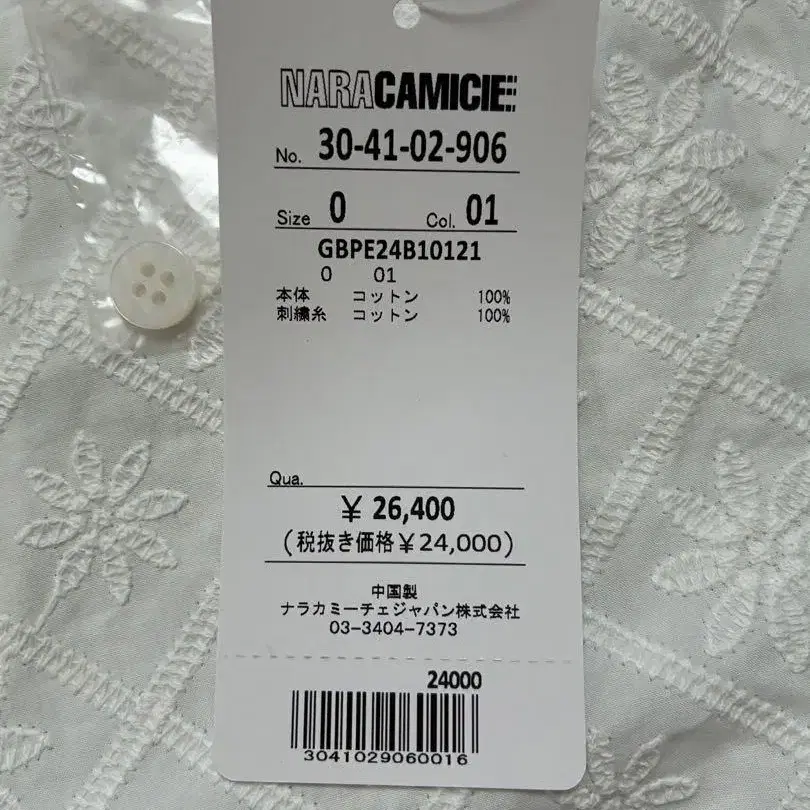 NARACAMICIE
No. 30-41-02-906
Size 0 Col. 01
GBPE24B10121
0 01
本体 コットン 100%
刺繍糸 コットン 100%
Qua.
¥ 26,400
(税抜き価格¥24,000)
中国製
ナラカミーチェジャパン株式会社
03-3404-7373
24000
3041029060016